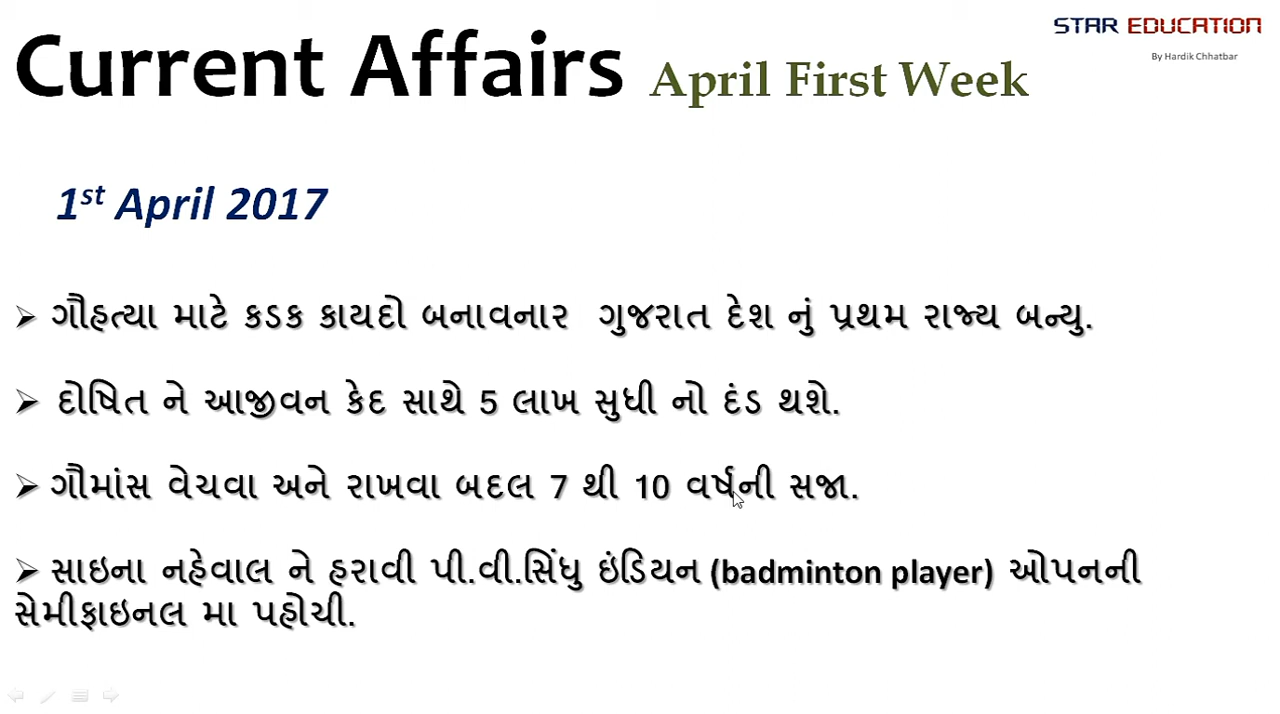 STAR EDUCATION
Current Affairs April First Week
By Hardik Chhatbar
1st April 2017
➢ ગૌહત્યા માટે કડક કાયદો બનાવનાર ગુજરાત દેશ નું પ્રથમ રાજ્ય બન્યુ.
➢ દોષિત ને આજીવન કેદ સાથે 5 લાખ સુધી નો દંડ થશે.
➢ ગૌમાંસ વેચવા અને રાખવા બદલ 7 થી 10 વર્ષની સજા.
➢ સાઇના નહેવાલ ને હરાવી પી.વી.સિંધુ ઇંડિયન (badminton player) ઓપનની
સેમીફાઇનલ મા પહોચી.